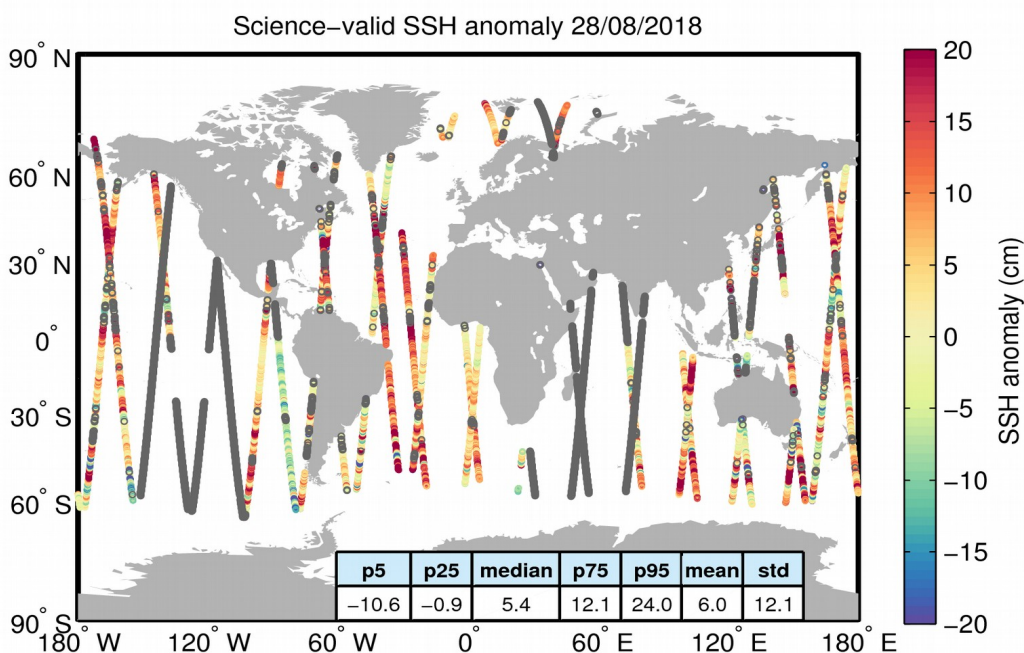 Science−valid SSH anomaly 28/08/2018
90° N
60° N
30° N
0°
30° S
60° S
90° S
180° W
120° W
60° W
0°
60° E
120° E
180° E
p5 p25 median p75 p95 mean std
−10.6 −0.9 5.4 12.1 24.0 6.0 12.1
20
15
10
5
0
−5
−10
−15
−20
SSH anomaly (cm)